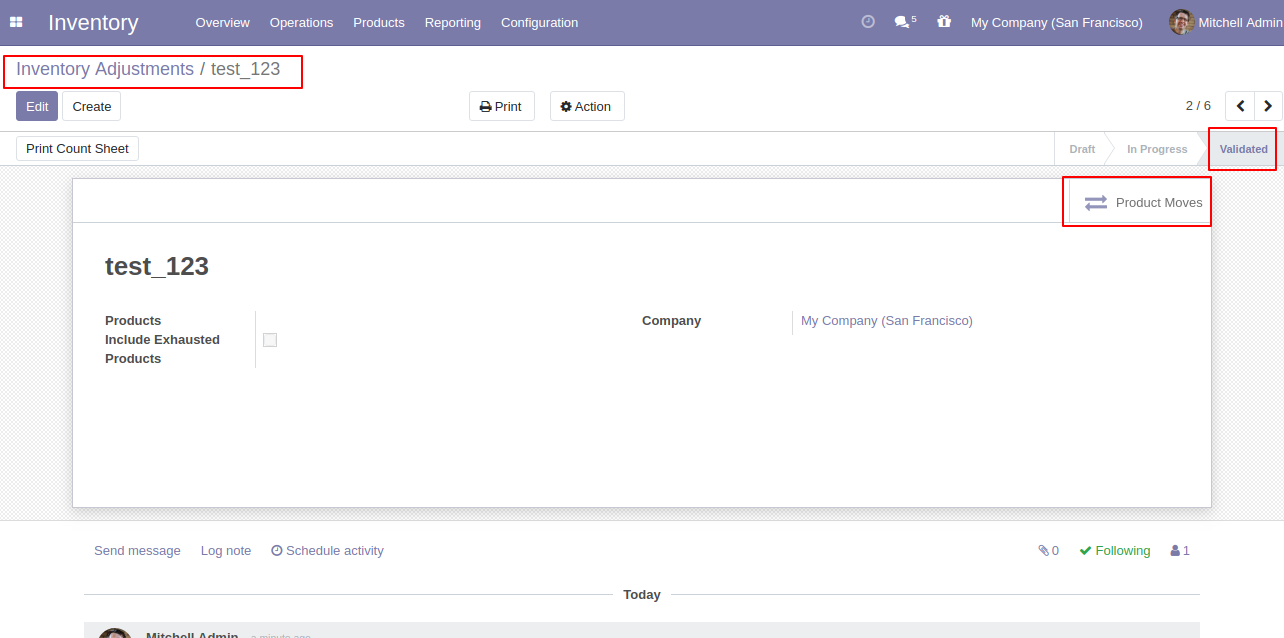 Inventory Overview Operations Products Reporting Configuration 5 My Company (San Francisco) Mitchell Admin
Inventory Adjustments / test_123
Edit Create Print Action 2 / 6
Print Count Sheet Draft In Progress Validated
Product Moves
test_123
Products Company My Company (San Francisco)
Include Exhausted
Products
Send message Log note Schedule activity 0 Following 1
Today
Mitchell Admin a minute ago